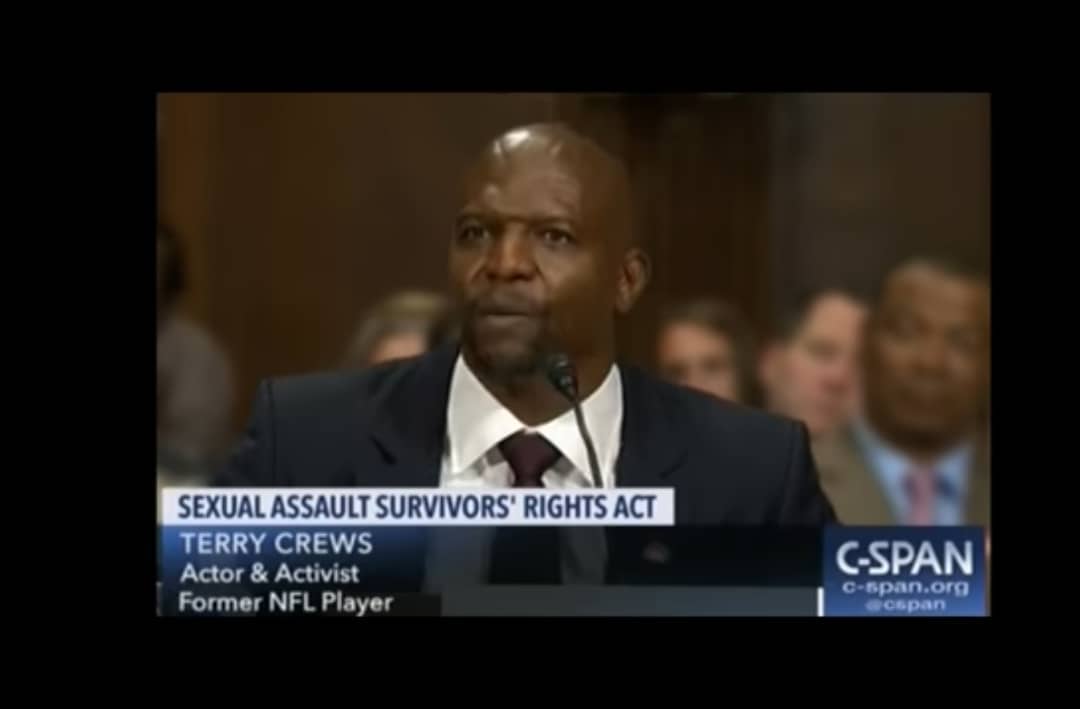 SEXUAL ASSAULT SURVIVORS' RIGHTS ACT
TERRY CREWS
Actor & Activist
Former NFL Player
C-SPAN
c-span.org
@cspan